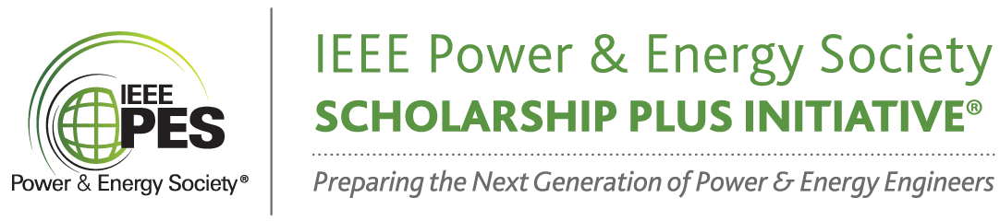 IEEE
PES
Power & Energy Society®
IEEE Power & Energy Society
SCHOLARSHIP PLUS INITIATIVE®
Preparing the Next Generation of Power & Energy Engineers